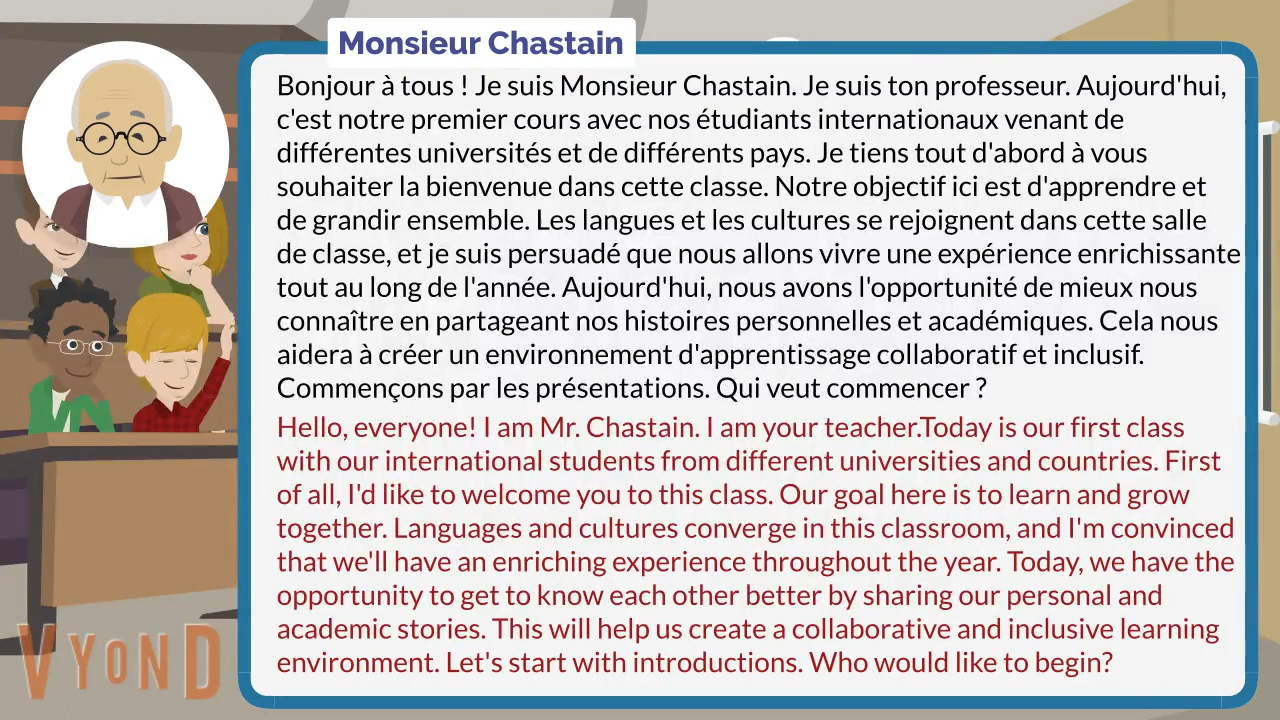 Monsieur Chastain
Bonjour à tous ! Je suis Monsieur Chastain. Je suis ton professeur. Aujourd'hui,
c'est notre premier cours avec nos étudiants internationaux venant de
différentes universités et de différents pays. Je tiens tout d'abord à vous
souhaiter la bienvenue dans cette classe. Notre objectif ici est d'apprendre et
de grandir ensemble. Les langues et les cultures se rejoignent dans cette salle
de classe, et je suis persuadé que nous allons vivre une expérience enrichissante
tout au long de l'année. Aujourd'hui, nous avons l'opportunité de mieux nous
connaître en partageant nos histoires personnelles et académiques. Cela nous
aidera à créer un environnement d'apprentissage collaboratif et inclusif.
Commençons par les présentations. Qui veut commencer ?
Hello, everyone! I am Mr. Chastain. I am your teacher.Today is our first class
with our international students from different universities and countries. First
of all, I'd like to welcome you to this class. Our goal here is to learn and grow
together. Languages and cultures converge in this classroom, and I'm convinced
that we'll have an enriching experience throughout the year. Today, we have the
opportunity to get to know each other better by sharing our personal and
academic stories. This will help us create a collaborative and inclusive learning
environment. Let's start with introductions. Who would like to begin?
VYOND